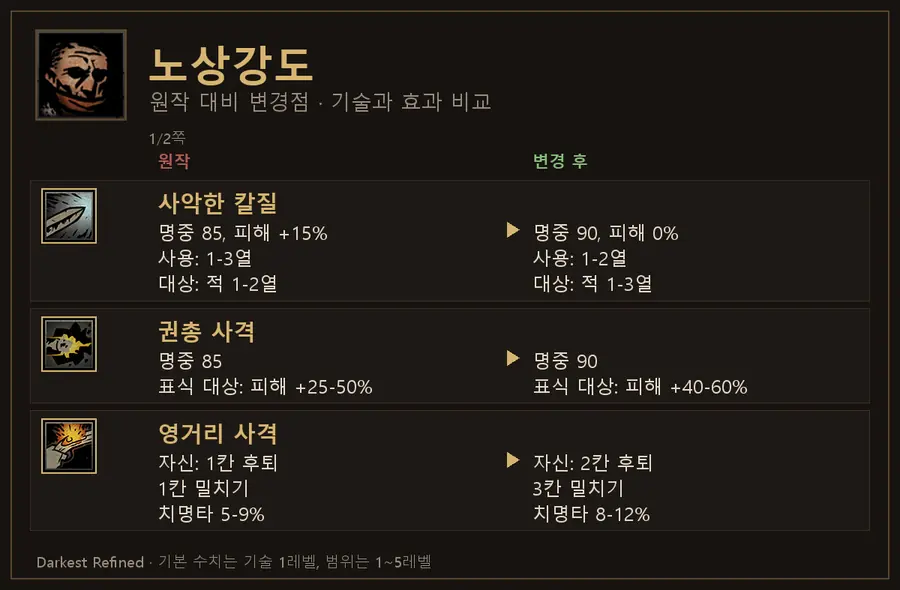 노상강도
원작 대비 변경점 · 기술과 효과 비교
1/2쪽
원작
변경 후
사악한 칼질
명중 85, 피해 +15%
사용: 1-3열
대상: 적 1-2열
명중 90, 피해 0%
사용: 1-2열
대상: 적 1-3열
권총 사격
명중 85
표식 대상: 피해 +25-50%
명중 90
표식 대상: 피해 +40-60%
영거리 사격
자신: 1칸 후퇴
1칸 밀치기
치명타 5-9%
자신: 2칸 후퇴
3칸 밀치기
치명타 8-12%
Darkest Refined · 기본 수치는 기술 1레벨, 범위는 1~5레벨